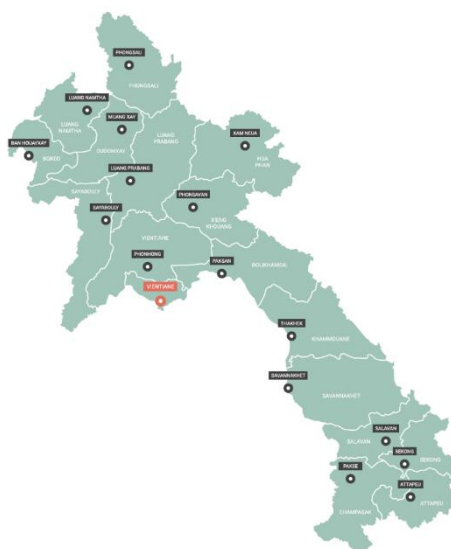 PHONGSALI
PHONGSALI
LUANG NAMTHA
LUANG
NAMTHA
MUANG XAY
OUDOMXAY
LUANG
PRABANG
XAM NEUA
HUA
PHAN
BAN HOUAYXAY
BOKEO
LUANG PRABANG
SAYABOULY
SAYABOULY
PHONSAVAN
XIENG
KHOUANG
VIENTIANE
PHONHONG
PAKSAN
BOLIKHAMXAI
VIENTIANE
THAKHEK
KHAMMOUANE
SAVANNAKHET
SAVANNAKHET
SALAVAN
SALAVAN
SEKONG
SEKONG
PAKSE
ATTAPEU
ATTAPEU
CHAMPASAK